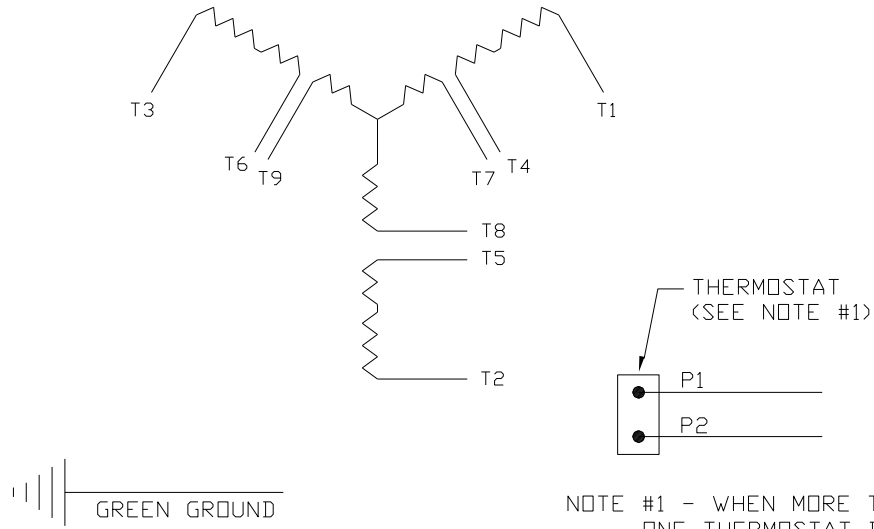 T3
T1
T6
T9
T7
T4
T8
T5
THERMOSTAT
(SEE NOTE #1)
T2
P1
P2
GREEN GROUND
NOTE #1 - WHEN MORE
ONE THERMOSTAT